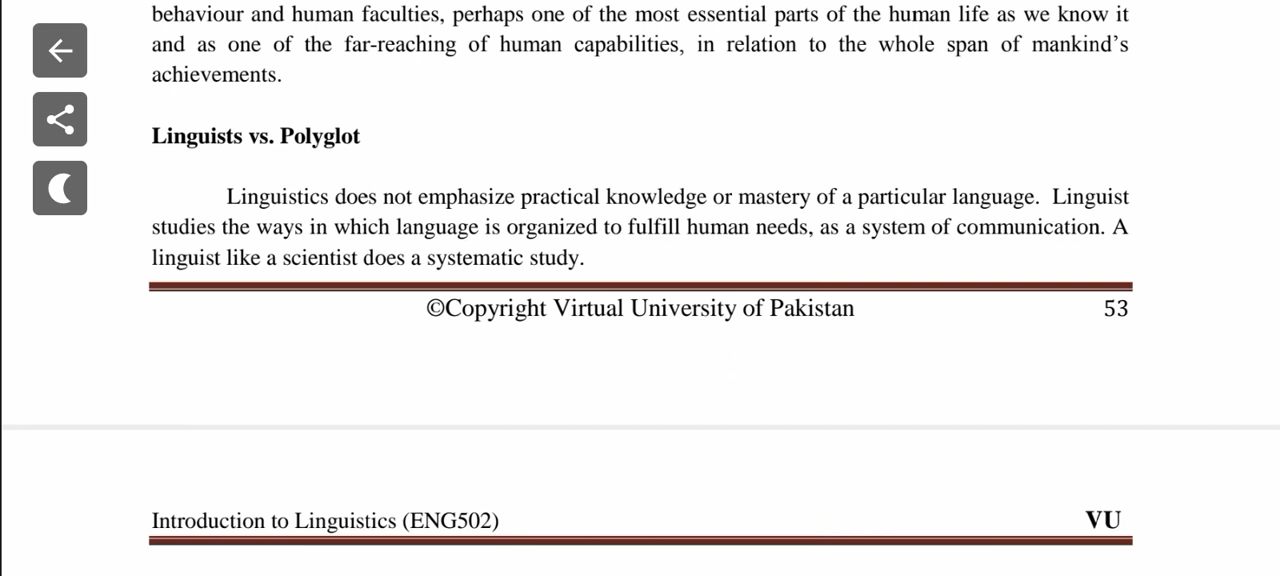 behaviour and human faculties, perhaps one of the most essential parts of the human life as we know it
and as one of the far-reaching of human capabilities, in relation to the whole span of mankind's
achievements.
Linguists vs. Polyglot
Linguistics does not emphasize practical knowledge or mastery of a particular language. Linguist
studies the ways in which language is organized to fulfill human needs, as a system of communication. A
linguist like a scientist does a systematic study.
©Copyright Virtual University of Pakistan 53
Introduction to Linguistics (ENG502) VU